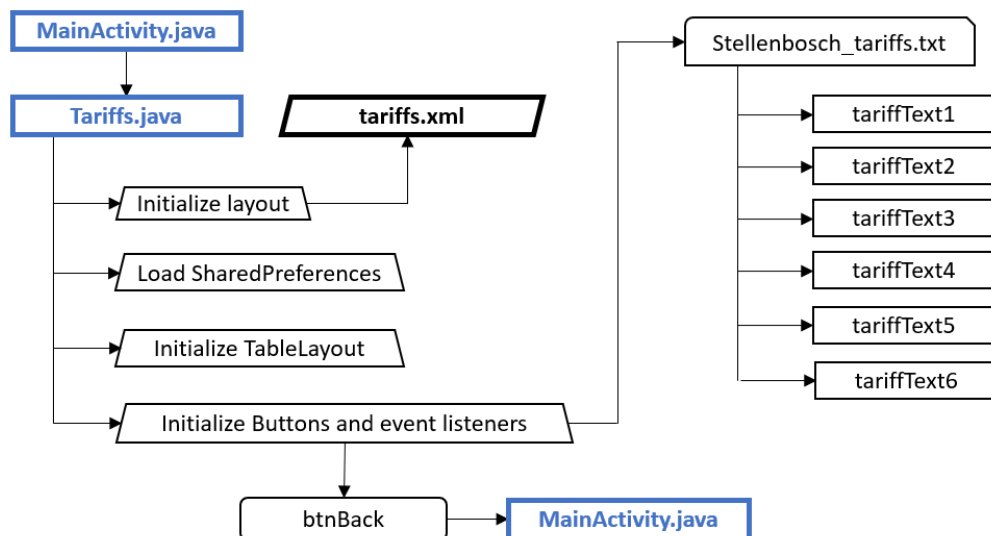 MainActivity.java
Stellenbosch_tariffs.txt
Tariffs.java
tariffs.xml
tariffText1
tariffText2
Initialize layout
tariffText3
Load SharedPreferences
tariffText4
Initialize TableLayout
tariffText5
tariffText6
Initialize Buttons and event listeners
btnBack
MainActivity.java